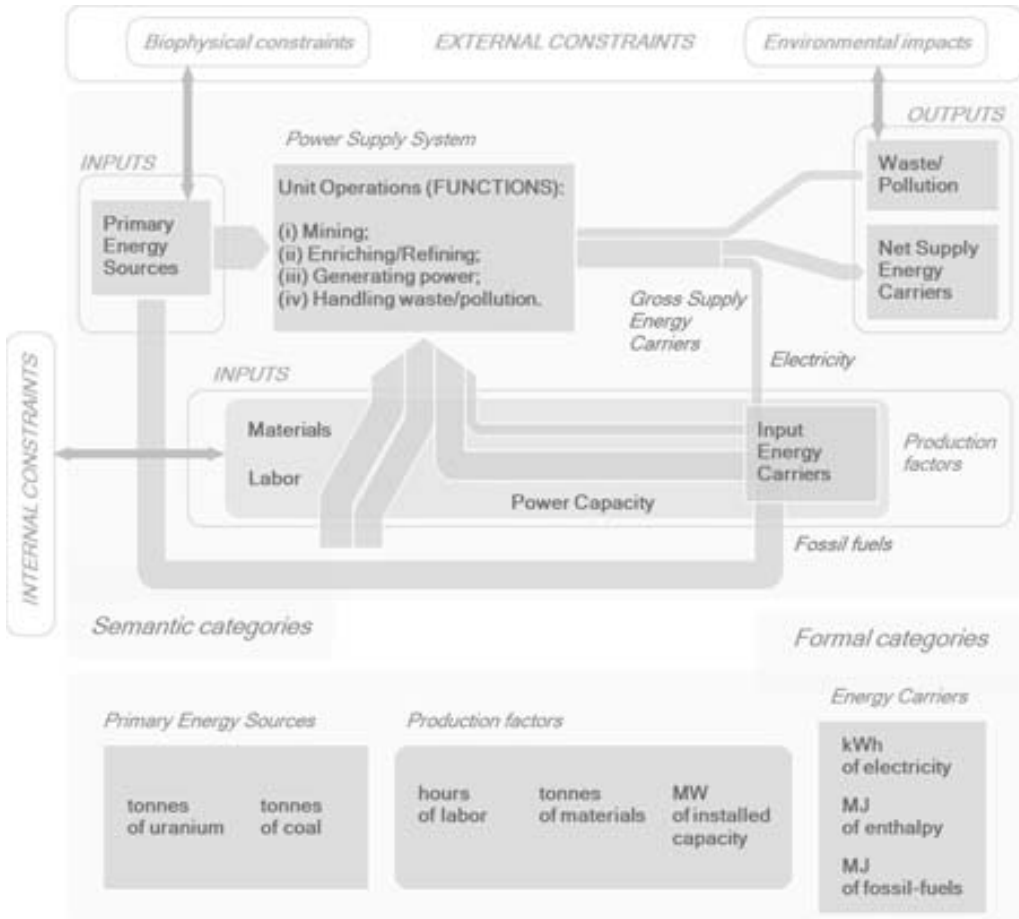 Biophysical constraints
EXTERNAL CONSTRAINTS
Environmental impacts
OUTPUTS
Power Supply System
INPUTS
Waste/
Pollution
Unit Operations (FUNCTIONS):
Primary
Energy
Sources
(i) Mining;
(ii) Enriching/Refining;
(iii) Generating power;
(iv) Handling waste/pollution.
Net Supply
Energy
Carriers
Gross Supply
Energy
Carriers
Electricity
INTERNAL CONSTRAINTS
INPUTS
Materials
Labor
Input
Energy
Carriers
Production
factors
Power Capacity
Fossil fuels
Semantic categories
Formal categories
Primary Energy Sources
Production factors
Energy Carriers
tonnes
of uranium
tonnes
of coal
hours
of labor
tonnes
of materials
MW
of installed
capacity
kWh
of electricity
MJ
of enthalpy
MJ
of fossil-fuels